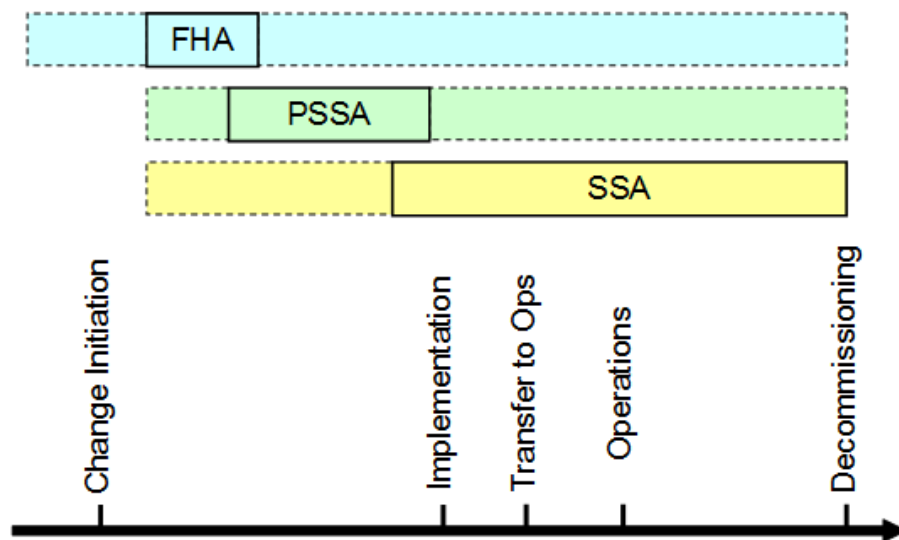 FHA
PSSA
SSA
Change Initiation
Implementation
Transfer to Ops
Operations
Decommissioning